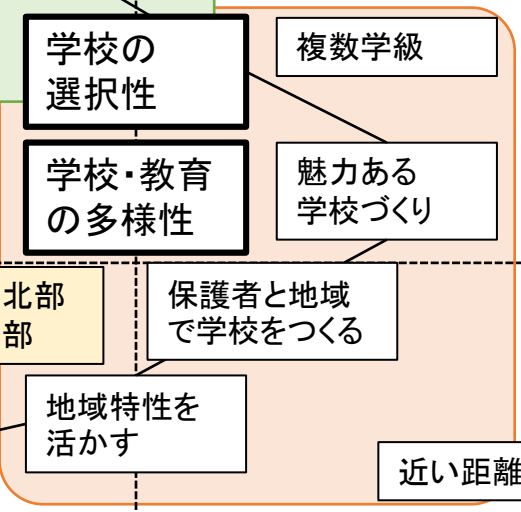 学校の
選択性
複数学級
学校・教育
の多様性
魅力ある
学校づくり
北部
部
保護者と地域
で学校をつくる
地域特性を
活かす
近い距離